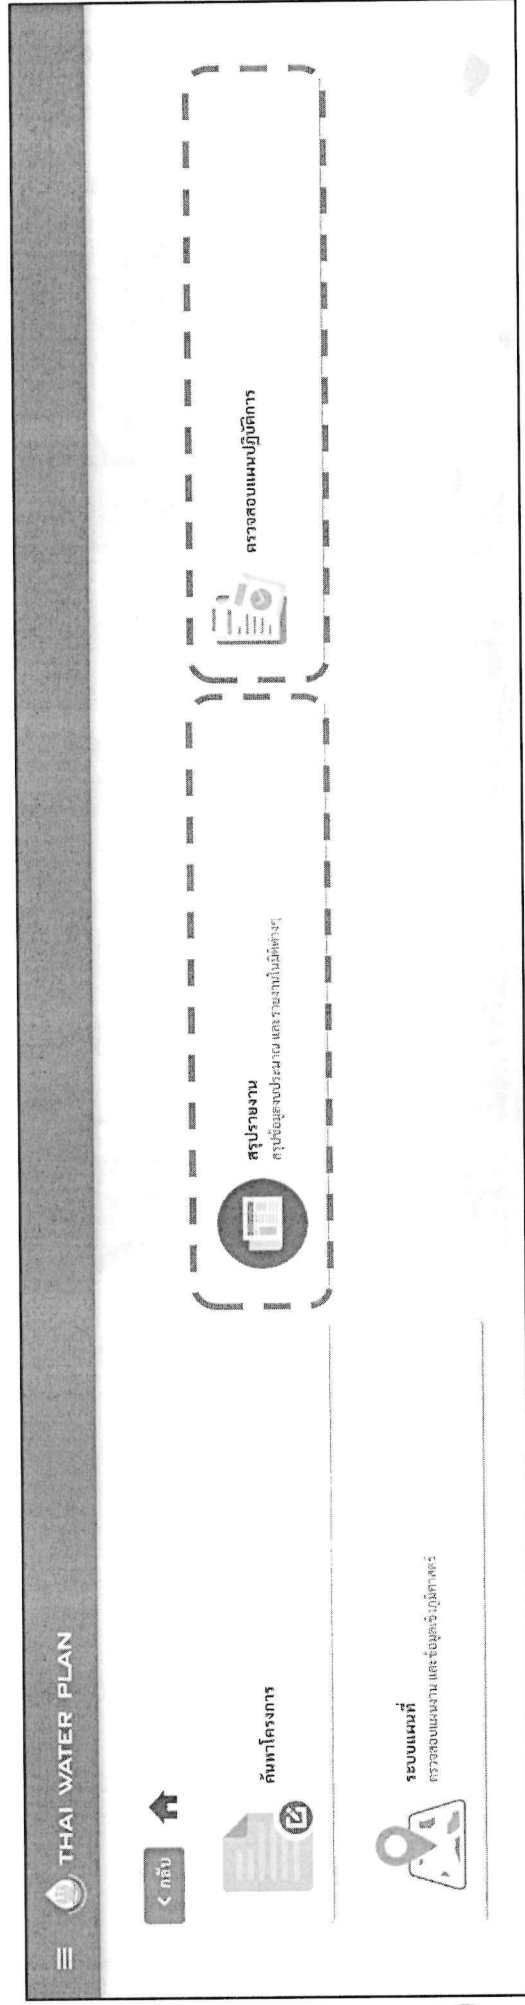 THAI WATER PLAN
< กลับ
ค้นหาโครงการ
สรุปรายงาน
สรุปข้อมูลงบประมาณ และรายงานในมิติต่างๆ
ตรวจสอบแผนปฏิบัติการ
ระบบแผนที่
ตรวจสอบแผนงาน และข้อมูลเชิงภูมิศาสตร์